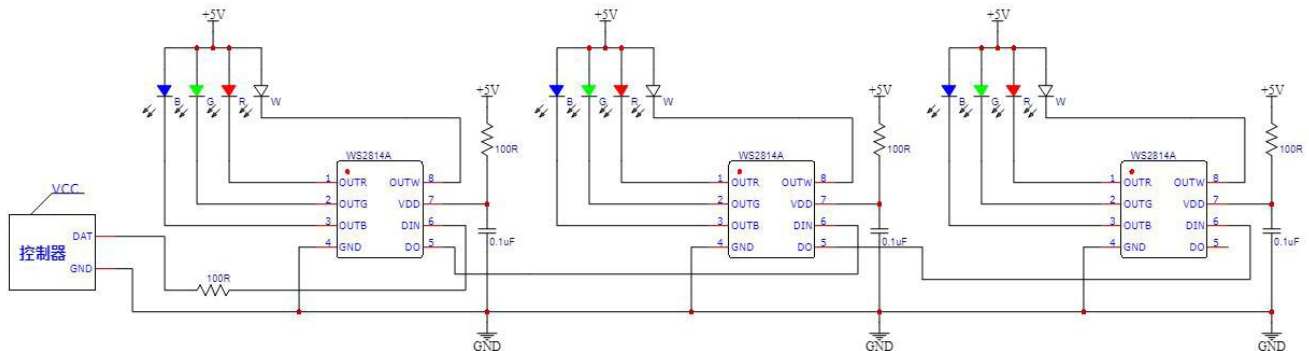 +5V +5V +5V
B G R W B G R W B G R W
+5V +5V +5V
100R 100R 100R
WS2814A WS2814A WS2814A
1 OUTR OUTW 8 1 OUTR OUTW 8 1 OUTR OUTW 8
VCC
2 OUTG VDD 7 2 OUTG VDD 7 2 OUTG VDD 7
3 OUTB DIN 6 3 OUTB DIN 6 3 OUTB DIN 6
DAT 0.1uF 0.1uF 0.1uF
4 GND DO 5 4 GND DO 5 4 GND DO 5
控制器
GND
100R
GND GND GND